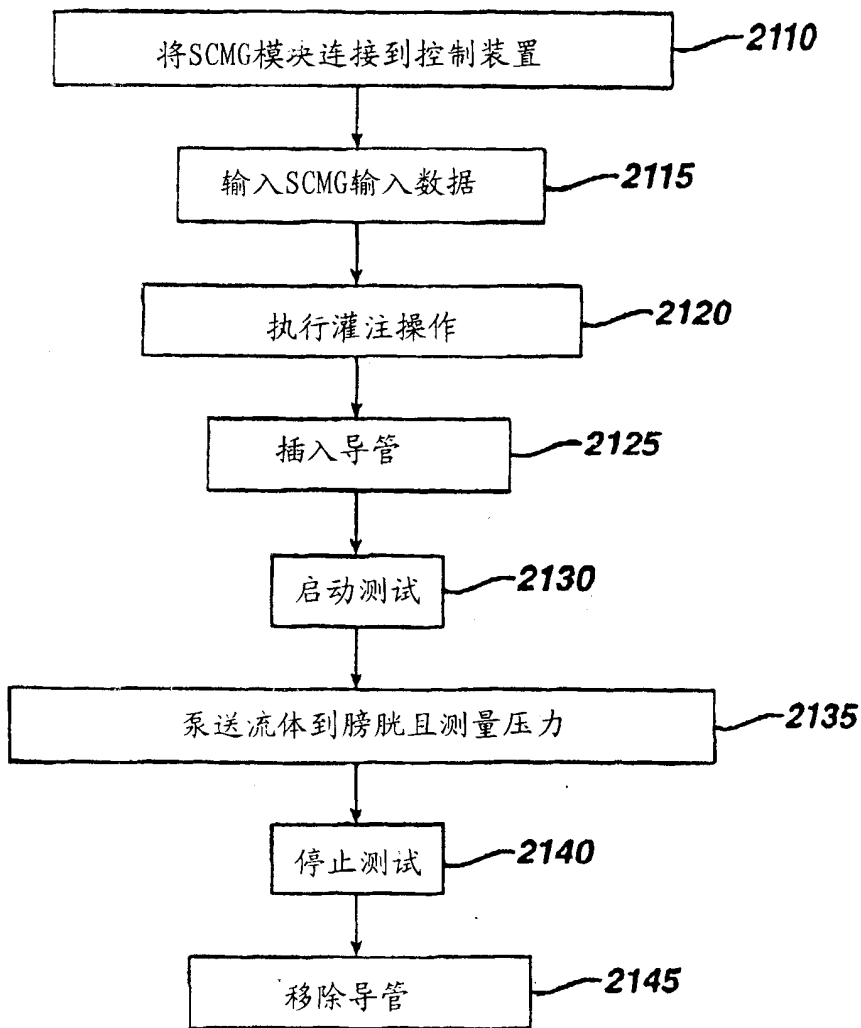 将SCMG模块连接到控制装置
2110
输入SCMG输入数据
2115
执行灌注操作
2120
插入导管
2125
启动测试
2130
泵送流体到膀胱且测量压力
2135
停止测试
2140
移除导管
2145